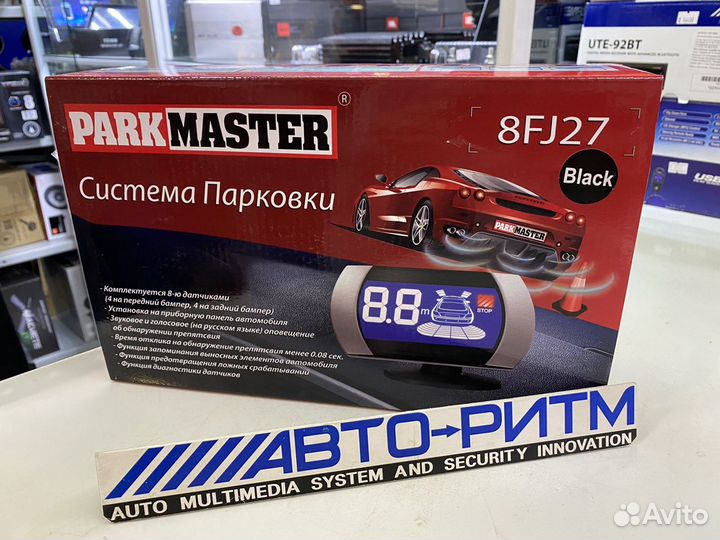 UTE-92BT
PARKMASTER®
8FJ27
Black
Система Парковки
PARKMASTER
8.8m
STOP
- Комплектуется 8-ю датчиками
(4 на передний бампер, 4 на задний бампер)
- Установка на приборную панель автомобиля
- Звуковое и голосовое (на русском языке) оповещение
об обнаружении препятсвия
- Время отклика на обнаружение препятсвия менее 0.08 сек.
- Функция запоминания выносных элементов автомобиля
- Функция предотвращения ложных срабатываний
- Функция диагностики датчиков
АВТО→РИТМ
AUTO MULTIMEDIA SYSTEM AND SECURITY INNOVATION
Avito